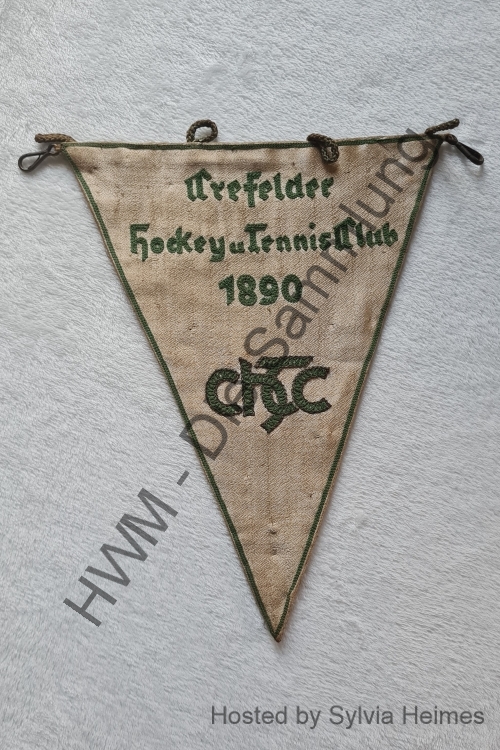 Crefelder
Hockey u Tennis Club
1890
CHTC
HWM - Die Sammlung
Hosted by Sylvia Heimes